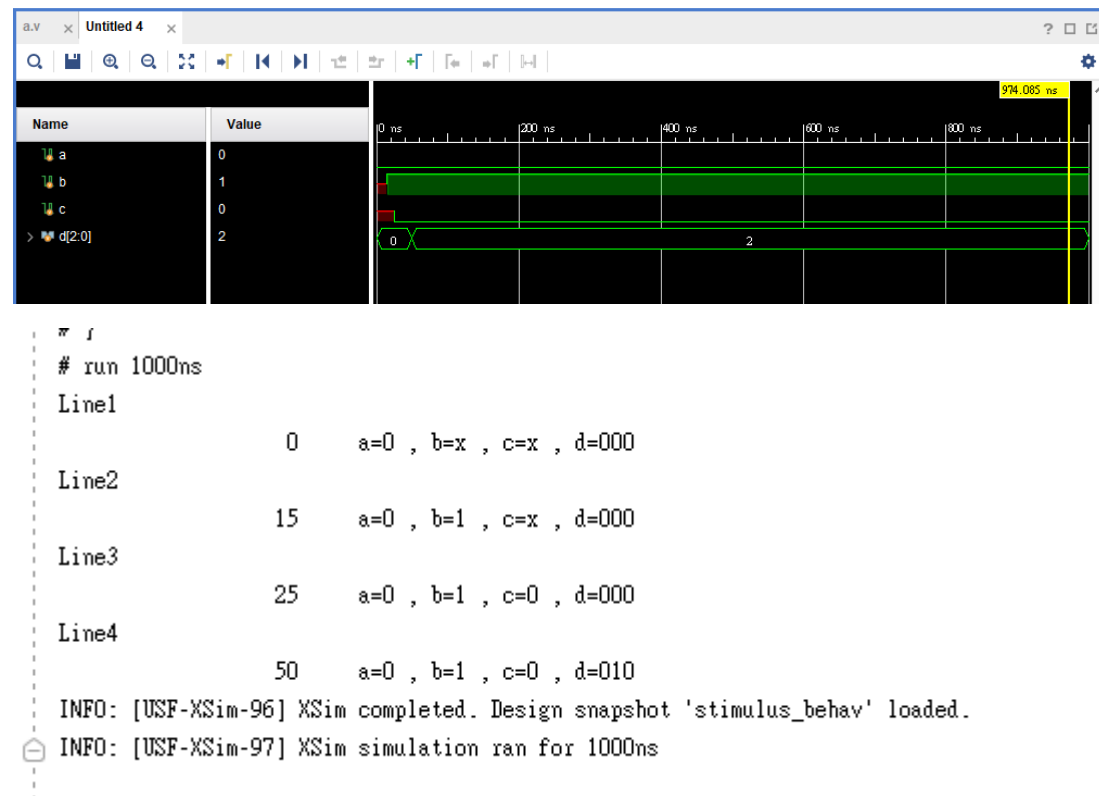 a.v × Untitled 4 × ?
974.085 ns
Name Value 0 ns 200 ns 400 ns 600 ns 800 ns
a 0
b 1
c 0
> d[2:0] 2 0 2
# run 1000ns
Line1
0 a=0 , b=x , c=x , d=000
Line2
15 a=0 , b=1 , c=x , d=000
Line3
25 a=0 , b=1 , c=0 , d=000
Line4
50 a=0 , b=1 , c=0 , d=010
INFO: [USF-XSim-96] XSim completed. Design snapshot 'stimulus_behav' loaded.
INFO: [USF-XSim-97] XSim simulation ran for 1000ns